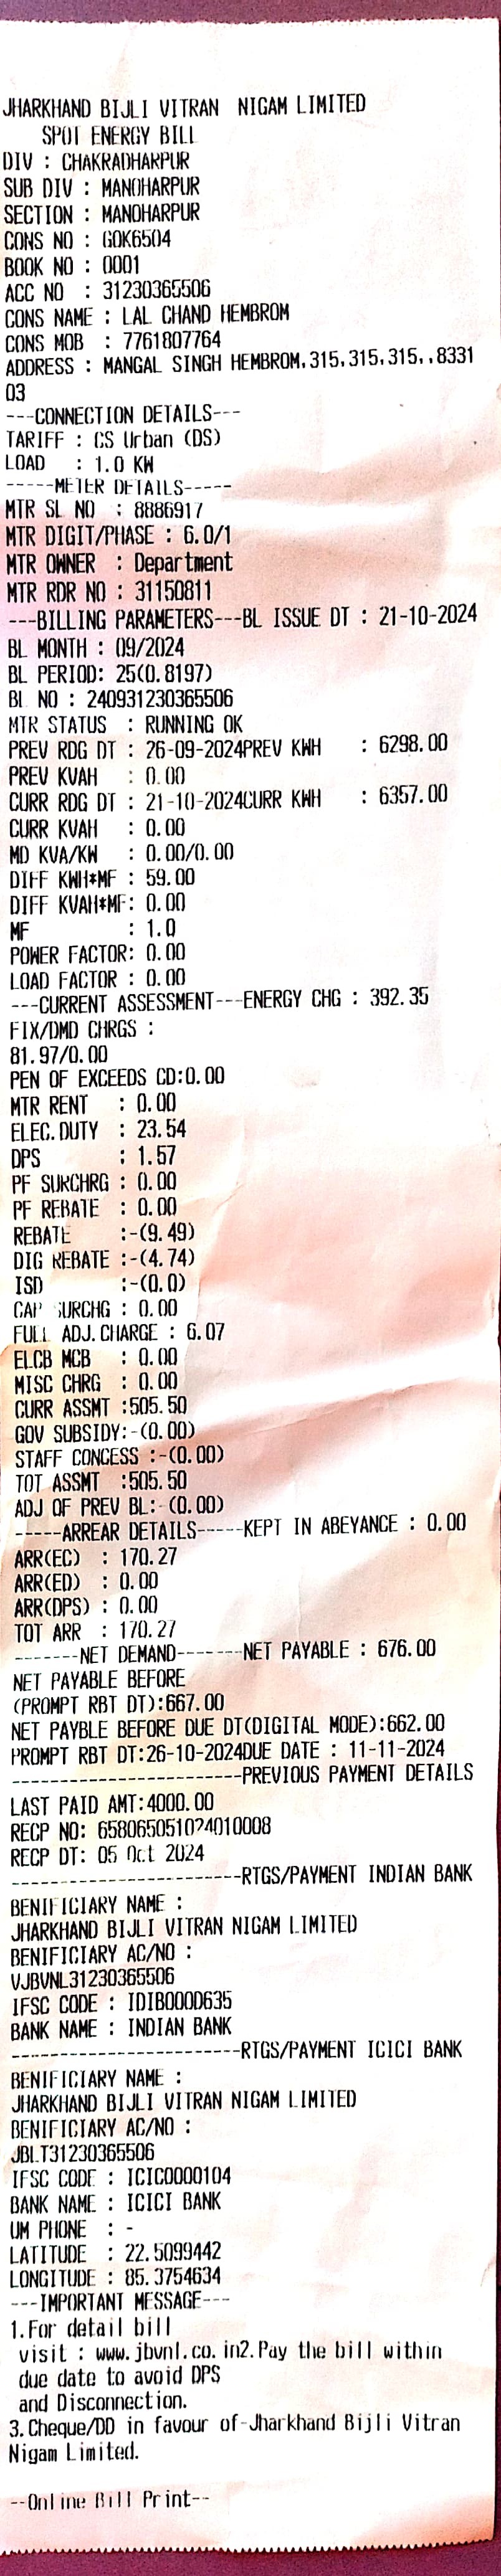 JHARKHAND BIJLI VITRAN NIGAM LIMITED
SPOT ENERGY BILL
DIV : CHAKRADHARPUR
SUB DIV : MANOHARPUR
SECTION : MANOHARPUR
CONS NO : GOK6504
BOOK NO : 0001
ACC NO : 31230365506
CONS NAME : LAL CHAND HEMBROM
CONS MOB : 7761807764
ADDRESS : MANGAL SINGH HEMBROM,315,315,315,,8331
03
---CONNECTION DETAILS---
TARIFF : CS Urban (DS)
LOAD : 1.0 KW
-----METER DETAILS-----
MTR SL NO : 8886917
MTR DIGIT/PHASE : 6.0/1
MTR OWNER : Department
MTR RDR NO : 31150811
---BILLING PARAMETERS---BL ISSUE DT : 21-10-2024
BL MONTH : 09/2024
BL PERIOD: 25(0.8197)
BL NO : 240931230365506
MTR STATUS : RUNNING OK
PREV RDG DT : 26-09-2024PREV KWH : 6298.00
PREV KVAH : 0.00
CURR RDG DT : 21-10-2024CURR KWH : 6357.00
CURR KVAH : 0.00
MD KVA/KW : 0.00/0.00
DIFF KWH*MF : 59.00
DIFF KVAH*MF: 0.00
MF : 1.0
POWER FACTOR: 0.00
LOAD FACTOR : 0.00
---CURRENT ASSESSMENT---ENERGY CHG : 392.35
FIX/DMD CHRGS :
81.97/0.00
PEN OF EXCEEDS CD:0.00
MTR RENT : 0.00
ELEC.DUTY : 23.54
DPS : 1.57
PF SURCHRG : 0.00
PF REBATE : 0.00
REBATE :-(9.49)
DIG REBATE :-(4.74)
ISD :-(0.0)
CAP SURCHG : 0.00
FULL ADJ.CHARGE : 6.07
ELCB MCB : 0.00
MISC CHRG : 0.00
CURR ASSMT :505.50
GOV SUBSIDY:-(0.00)
STAFF CONCESS :-(0.00)
TOT ASSMT :505.50
ADJ OF PREV BL:-(0.00)
-----ARREAR DETAILS-----KEPT IN ABEYANCE : 0.00
ARR(EC) : 170.27
ARR(ED) : 0.00
ARR(DPS) : 0.00
TOT ARR : 170.27
-------NET DEMAND-------NET PAYABLE : 676.00
NET PAYABLE BEFORE
(PROMPT RBT DT):667.00
NET PAYBLE BEFORE DUE DT(DIGITAL MODE):662.00
PROMPT RBT DT:26-10-2024DUE DATE : 11-11-2024
------------------------PREVIOUS PAYMENT DETAILS
LAST PAID AMT:4000.00
RECP NO: 658065051024010008
RECP DT: 05 Oct 2024
------------------------RTGS/PAYMENT INDIAN BANK
BENIFICIARY NAME :
JHARKHAND BIJLI VITRAN NIGAM LIMITED
BENIFICIARY AC/NO :
VJBVNL31230365506
IFSC CODE : IDIB000D635
BANK NAME : INDIAN BANK
------------------------RTGS/PAYMENT ICICI BANK
BENIFICIARY NAME :
JHARKHAND BIJLI VITRAN NIGAM LIMITED
BENIFICIARY AC/NO :
JBLT31230365506
IFSC CODE : ICIC0000104
BANK NAME : ICICI BANK
UM PHONE : -
LATITUDE : 22.5099442
LONGITUDE : 85.3754634
---IMPORTANT MESSAGE---
1.For detail bill
visit : www.jbvnl.co.in2.Pay the bill within
due date to avoid DPS
and Disconnection.
3.Cheque/DD in favour of-Jharkhand Bijli Vitran
Nigam Limited.
--Online Bill Print--